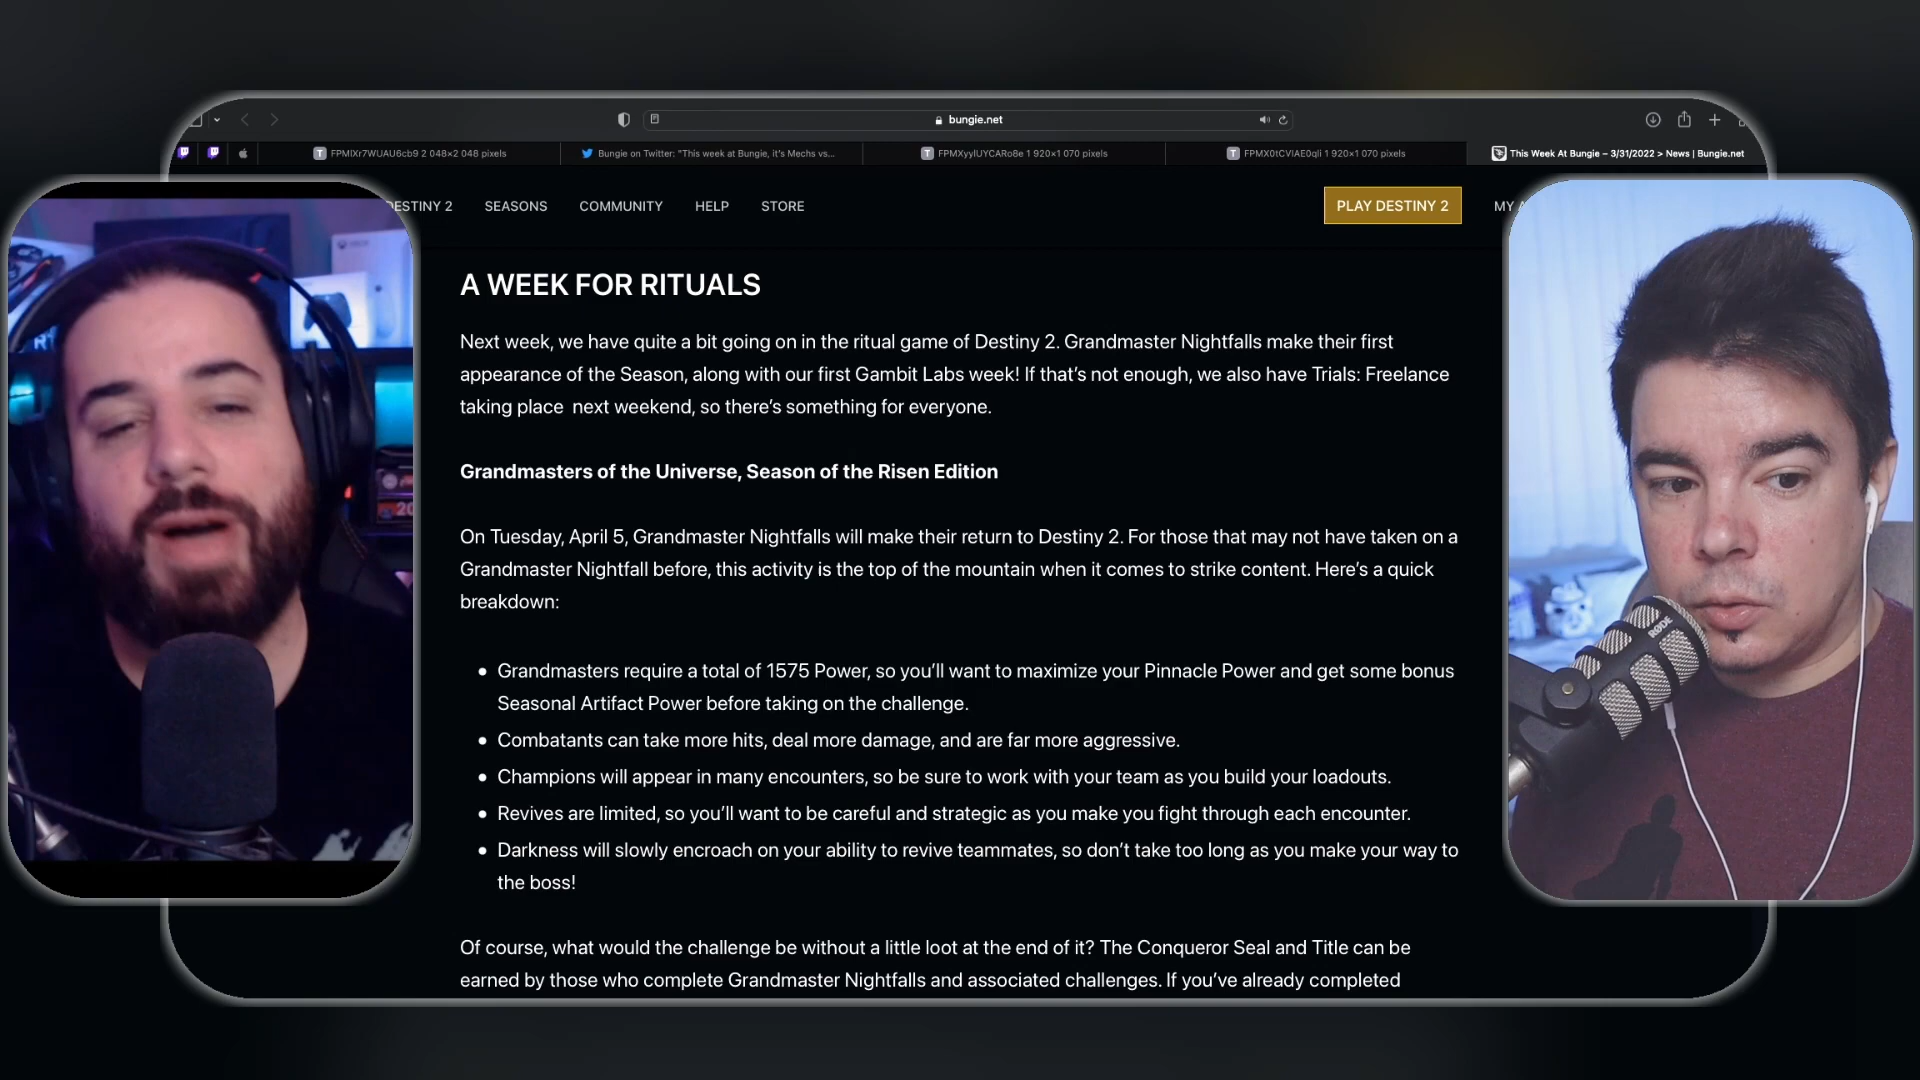 bungie.net
FPMIXr7WUAU6cb9 2 048×2 048 pixels
Bungie on Twitter: "This week at Bungie, it's Mechs vs...
FPMXyyIUYCARo8e 1 920×1 070 pixels
FPMX0tCVIAE0qli 1 920×1 070 pixels
This Week At Bungie – 3/31/2022 > News | Bungie.net
DESTINY 2 SEASONS COMMUNITY HELP STORE PLAY DESTINY 2 MY
A WEEK FOR RITUALS
Next week, we have quite a bit going on in the ritual game of Destiny 2. Grandmaster Nightfalls make their first
appearance of the Season, along with our first Gambit Labs week! If that's not enough, we also have Trials: Freelance
taking place next weekend, so there's something for everyone.
Grandmasters of the Universe, Season of the Risen Edition
On Tuesday, April 5, Grandmaster Nightfalls will make their return to Destiny 2. For those that may not have taken on a
Grandmaster Nightfall before, this activity is the top of the mountain when it comes to strike content. Here's a quick
breakdown:
• Grandmasters require a total of 1575 Power, so you'll want to maximize your Pinnacle Power and get some bonus
Seasonal Artifact Power before taking on the challenge.
• Combatants can take more hits, deal more damage, and are far more aggressive.
• Champions will appear in many encounters, so be sure to work with your team as you build your loadouts.
• Revives are limited, so you'll want to be careful and strategic as you make you fight through each encounter.
• Darkness will slowly encroach on your ability to revive teammates, so don't take too long as you make your way to
the boss!
Of course, what would the challenge be without a little loot at the end of it? The Conqueror Seal and Title can be
earned by those who complete Grandmaster Nightfalls and associated challenges. If you've already completed
XBOX
RØDE